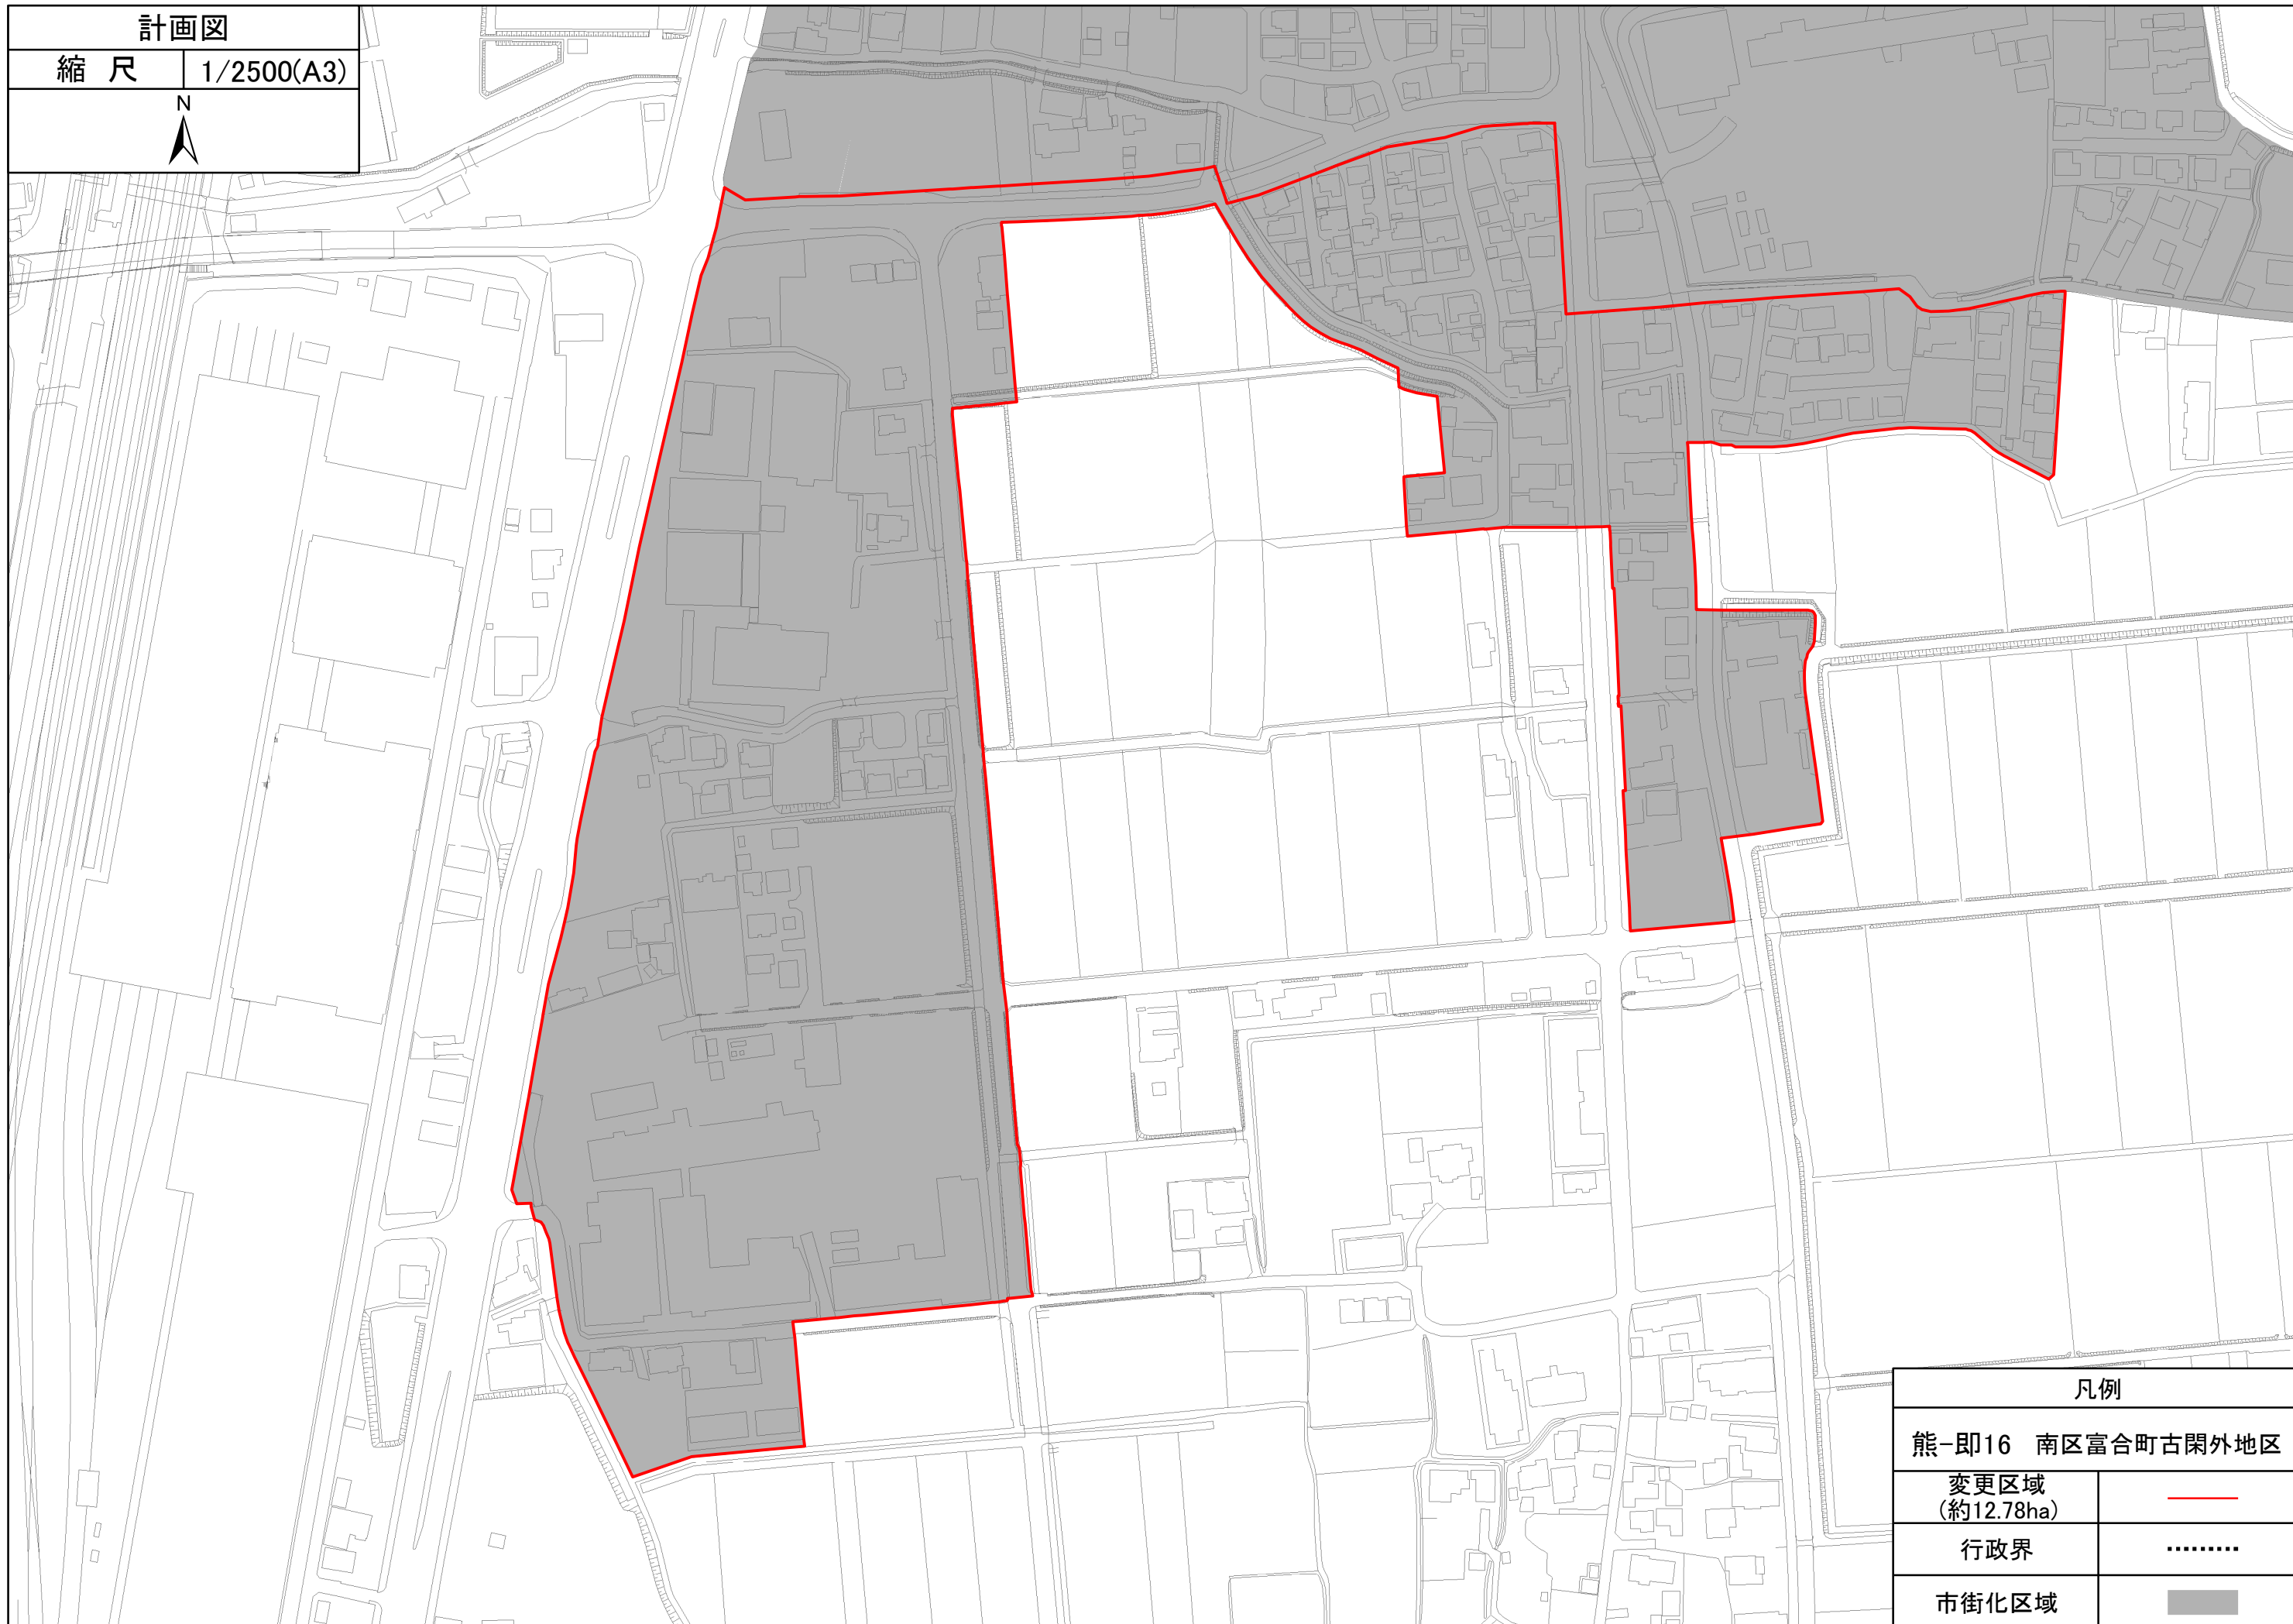 計画図
縮 尺 1/2500(A3)
N
凡例
熊-即16 南区富合町古閑外地区
変更区域
(約12.78ha)
行政界
市街化区域